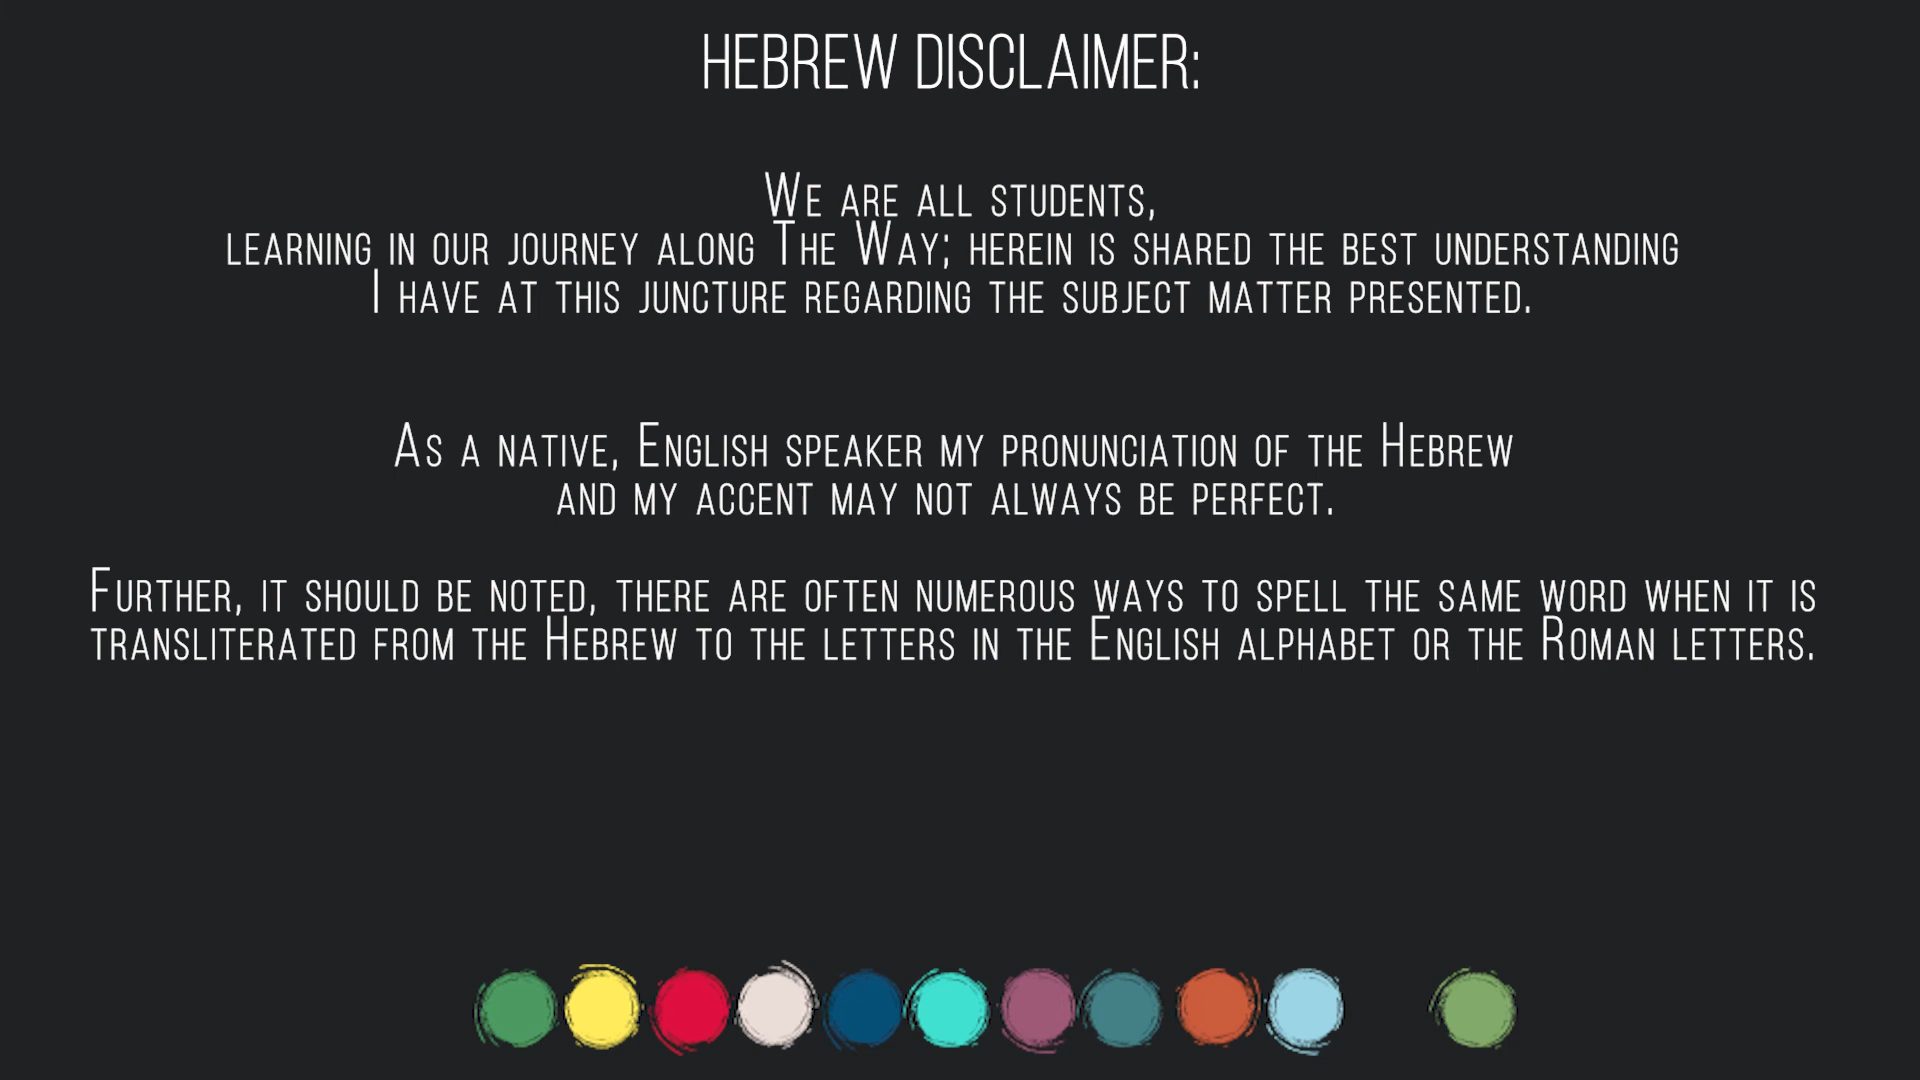 HEBREW DISCLAIMER:
We are all students,
learning in our journey along The Way; herein is shared the best understanding
I have at this juncture regarding the subject matter presented.
As a native, English speaker my pronunciation of the Hebrew
and my accent may not always be perfect.
Further, it should be noted, there are often numerous ways to spell the same word when it is
transliterated from the Hebrew to the letters in the English alphabet or the Roman letters.